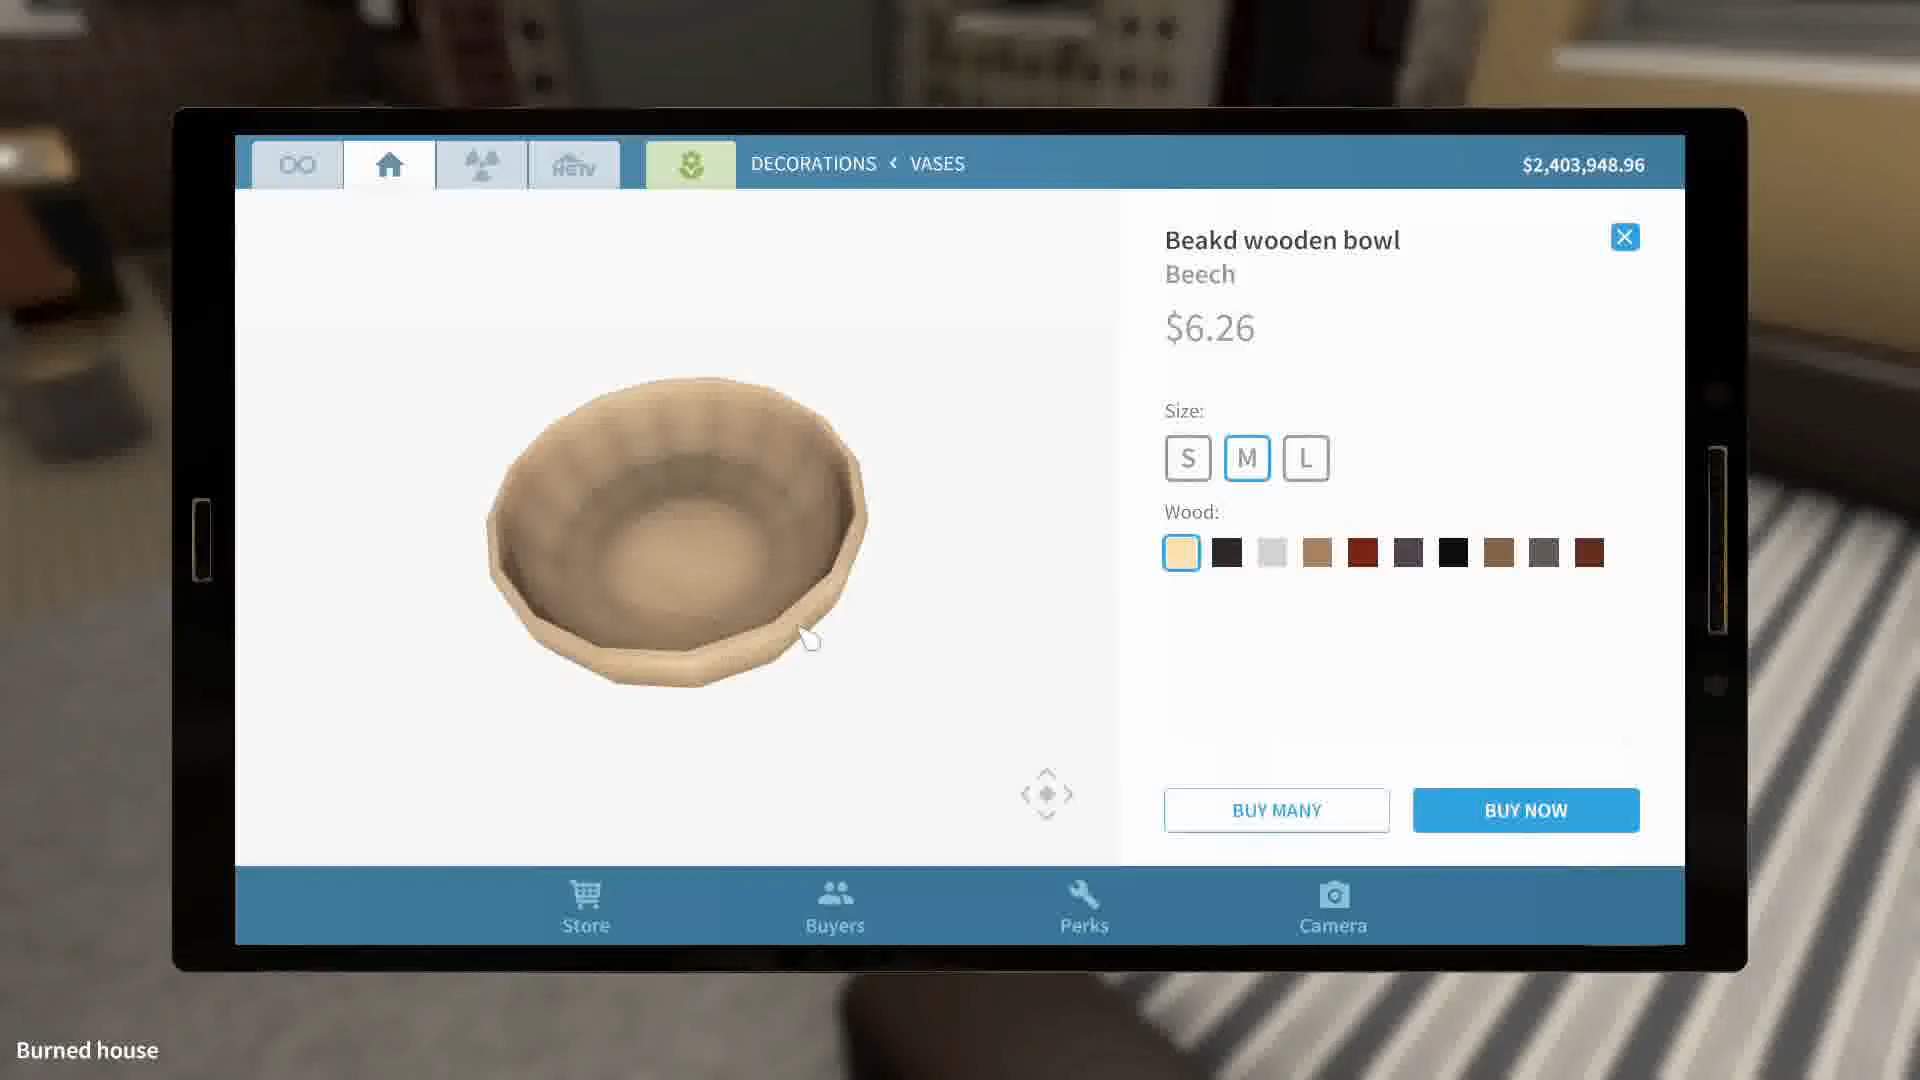 HGTV
DECORATIONS < VASES
$2,403,948.96
Beakd wooden bowl
Beech
$6.26
Size:
S M L
Wood:
BUY MANY
BUY NOW
Store
Buyers
Perks
Camera
Burned house